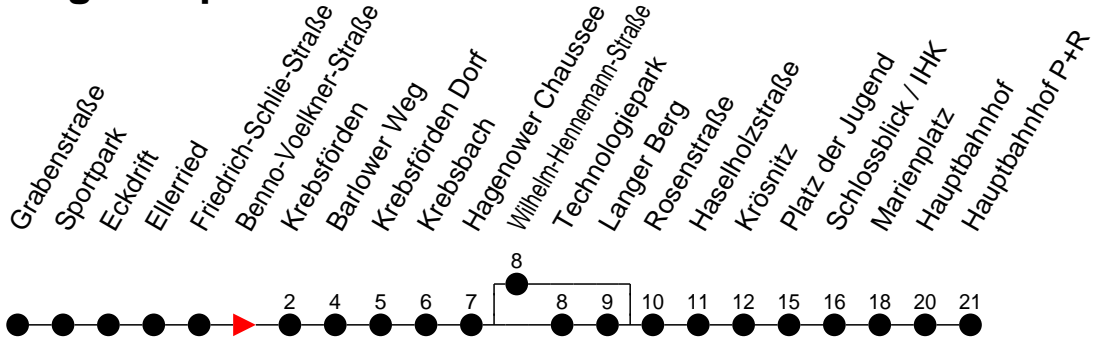 Grabenstraße
Sportpark
Eckdrift
Ellerried
Friedrich-Schlie-Straße
Benno-Voelkner-Straße
Krebsförden
Barlower Weg
Krebsförden Dorf
Krebsbach
Hagenower Chaussee
Wilhelm-Hennemann-Straße
Technologiepark
Langer Berg
Rosenstraße
Haselholzstraße
Krösnitz
Platz der Jugend
Schlossblick / IHK
Marienplatz
Hauptbahnhof
Hauptbahnhof P+R
8
2 4 5 6 7 8 9 10 11 12 15 16 18 20 21